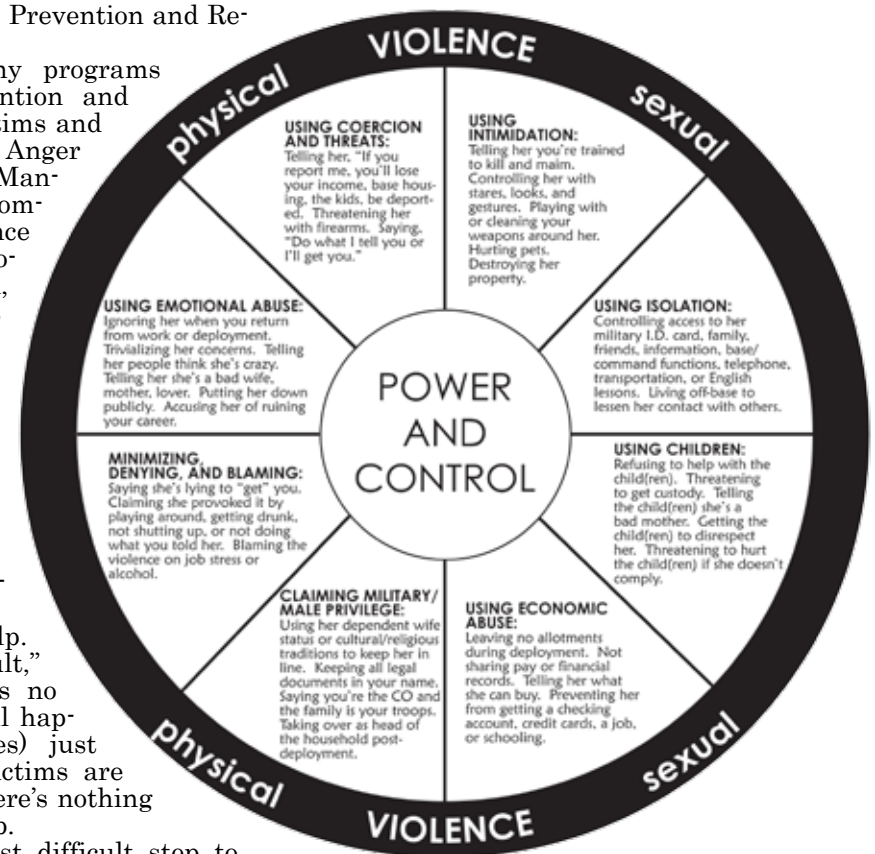 Prevention and Re-
ny programs
ention and
tims and
Anger
Man-
om-
nce
o-
,
-
lp.
ult,”
s no
l hap-
es) just
ctims are
ere's nothing
p.
st difficult step to
physical
VIOLENCE
sexual
USING COERCION
AND THREATS:
Telling her, "If you
report me, you'll lose
your income, base hous-
ing, the kids, be deport-
ed. Threatening her
with firearms. Saying,
"Do what I tell you or
I'll get you."
USING
INTIMIDATION:
Telling her you're trained
to kill and maim.
Controlling her with
stares, looks, and
gestures. Playing with
or cleaning your
weapons around her.
Hurting pets.
Destroying her
property.
USING EMOTIONAL ABUSE:
Ignoring her when you return
from work or deployment.
Trivializing her concerns. Telling
her people think she's crazy.
Telling her she's a bad wife,
mother, lover. Putting her down
publicly. Accusing her of ruining
your career.
USING ISOLATION:
Controlling access to her
military I.D. card, family,
friends, information, base/
command functions, telephone,
transportation, or English
lessons. Living off-base to
lessen her contact with others.
POWER
AND
CONTROL
MINIMIZING,
DENYING, AND BLAMING:
Saying she's lying to "get" you.
Claiming she provoked it by
playing around, getting drunk,
not shutting up, or not doing
what you told her. Blaming the
violence on job stress or
alcohol.
USING CHILDREN:
Refusing to help with the
child(ren). Threatening
to get custody. Telling
the child(ren) she's a
bad mother. Getting the
child(ren) to disrespect
her. Threatening to hurt
the child(ren) if she doesn't
comply.
CLAIMING MILITARY/
MALE PRIVILEGE:
Using her dependent wife
status or cultural/religious
traditions to keep her in
line. Keeping all legal
documents in your name.
Saying you're the CO and
the family is your troops.
Taking over as head of
the household post-
deployment.
USING ECONOMIC
ABUSE:
Leaving no allotments
during deployment. Not
sharing pay or financial
records. Telling her what
she can buy. Preventing her
from getting a checking
account, credit cards, a job,
or schooling.
physical
VIOLENCE
sexual